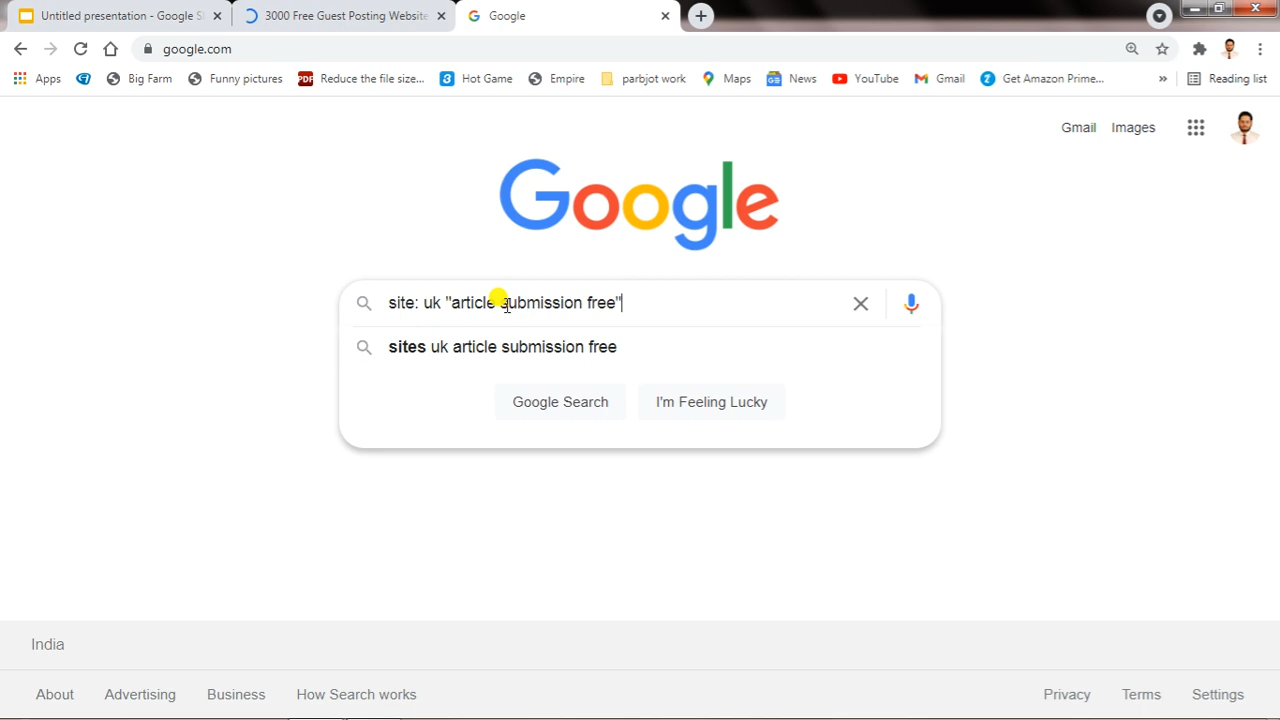 Untitled presentation - Google S
3000 Free Guest Posting Website
Google
google.com
Apps
Big Farm
Funny pictures
PDF
Reduce the file size...
Hot Game
Empire
parbjot work
Maps
News
YouTube
Gmail
Get Amazon Prime...
»
Reading list
Gmail
Images
Google
site: uk "article submission free"
sites uk article submission free
Google Search
I'm Feeling Lucky
India
About
Advertising
Business
How Search works
Privacy
Terms
Settings